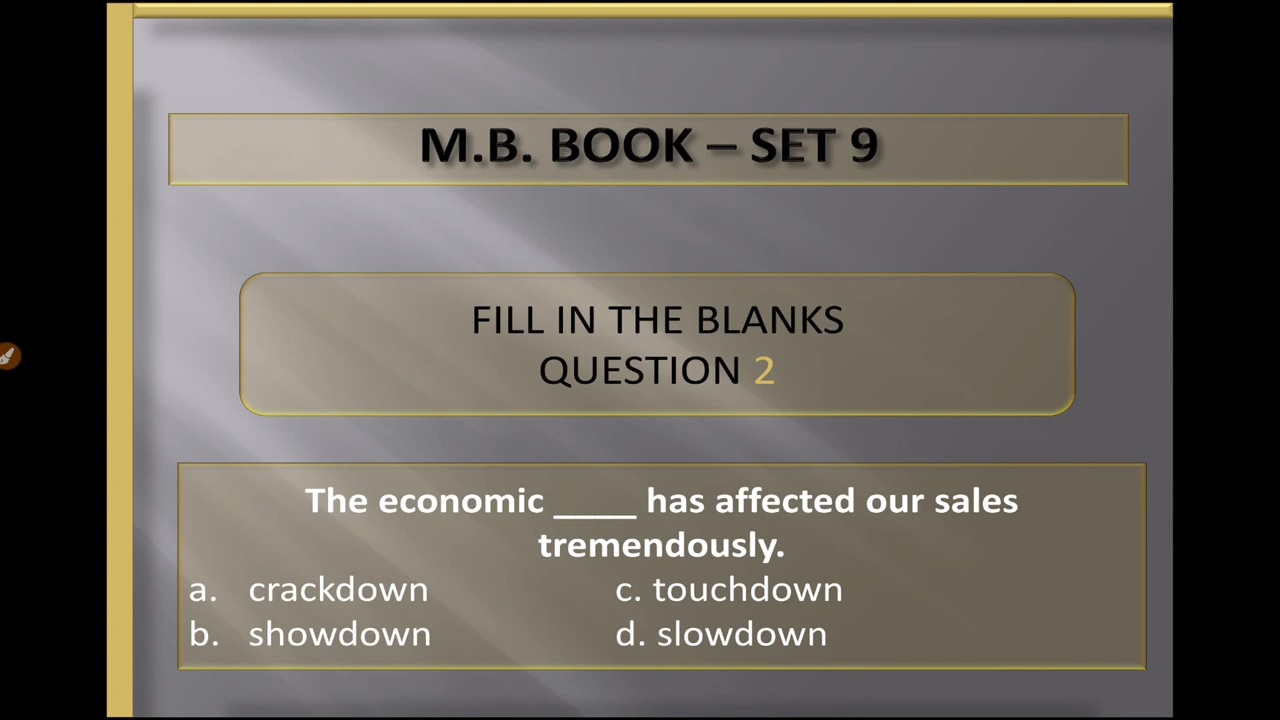 M.B. BOOK – SET 9
FILL IN THE BLANKS
QUESTION 2
The economic ____ has affected our sales
tremendously.
a. crackdown c. touchdown
b. showdown d. slowdown